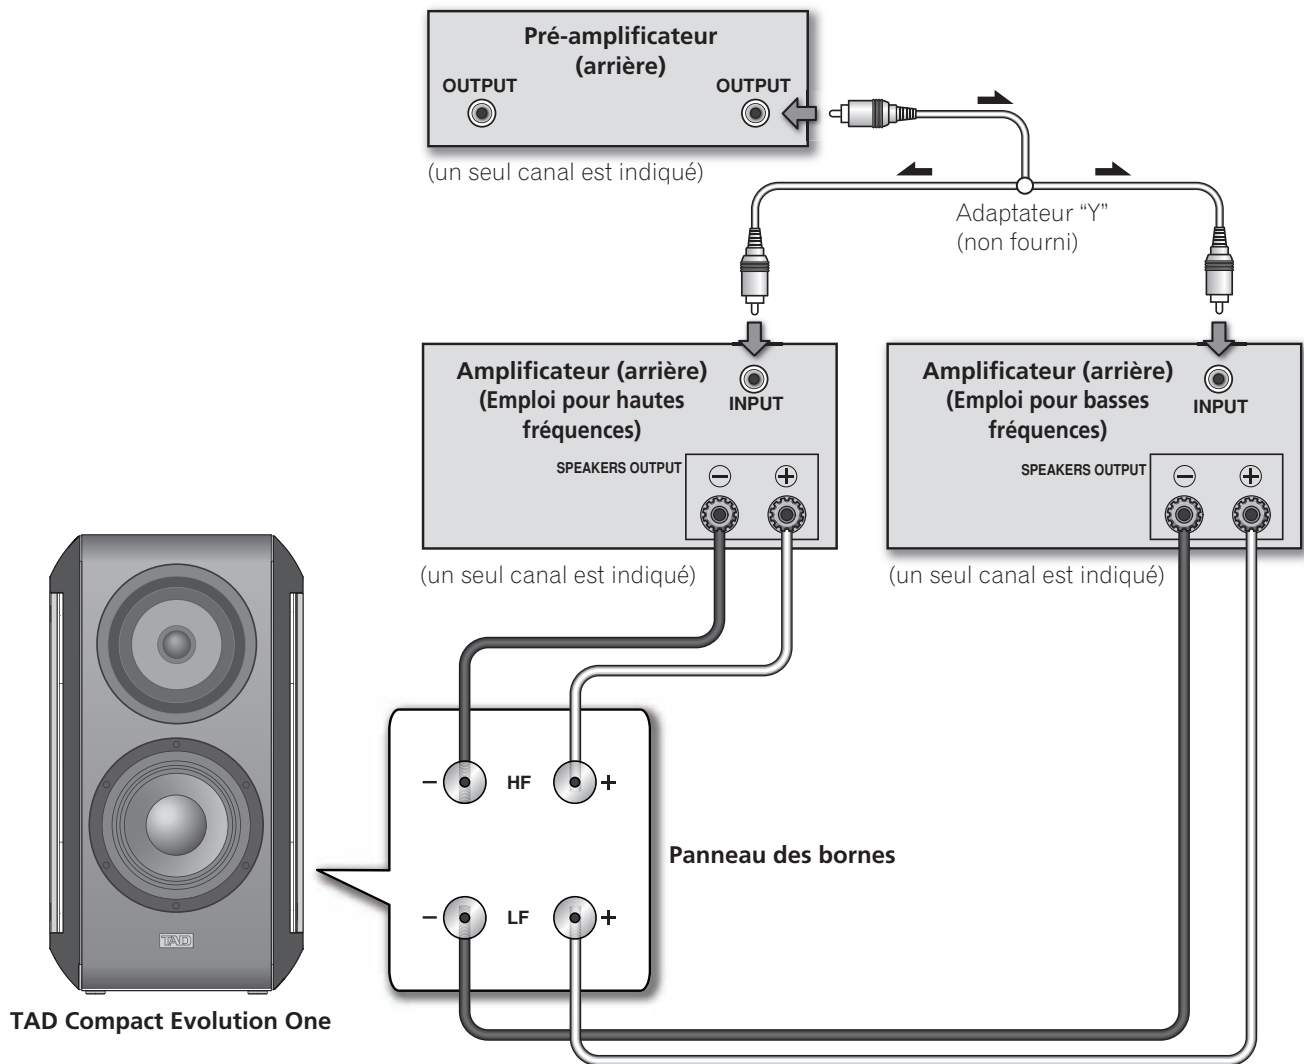 Pré-amplificateur
(arrière)
OUTPUT
OUTPUT
(un seul canal est indiqué)
Adaptateur “Y”
(non fourni)
Amplificateur (arrière)
(Emploi pour hautes
fréquences)
INPUT
SPEAKERS OUTPUT
− +
(un seul canal est indiqué)
Amplificateur (arrière)
(Emploi pour basses
fréquences)
INPUT
SPEAKERS OUTPUT
− +
(un seul canal est indiqué)
− HF +
Panneau des bornes
− LF +
TAD
TAD Compact Evolution One